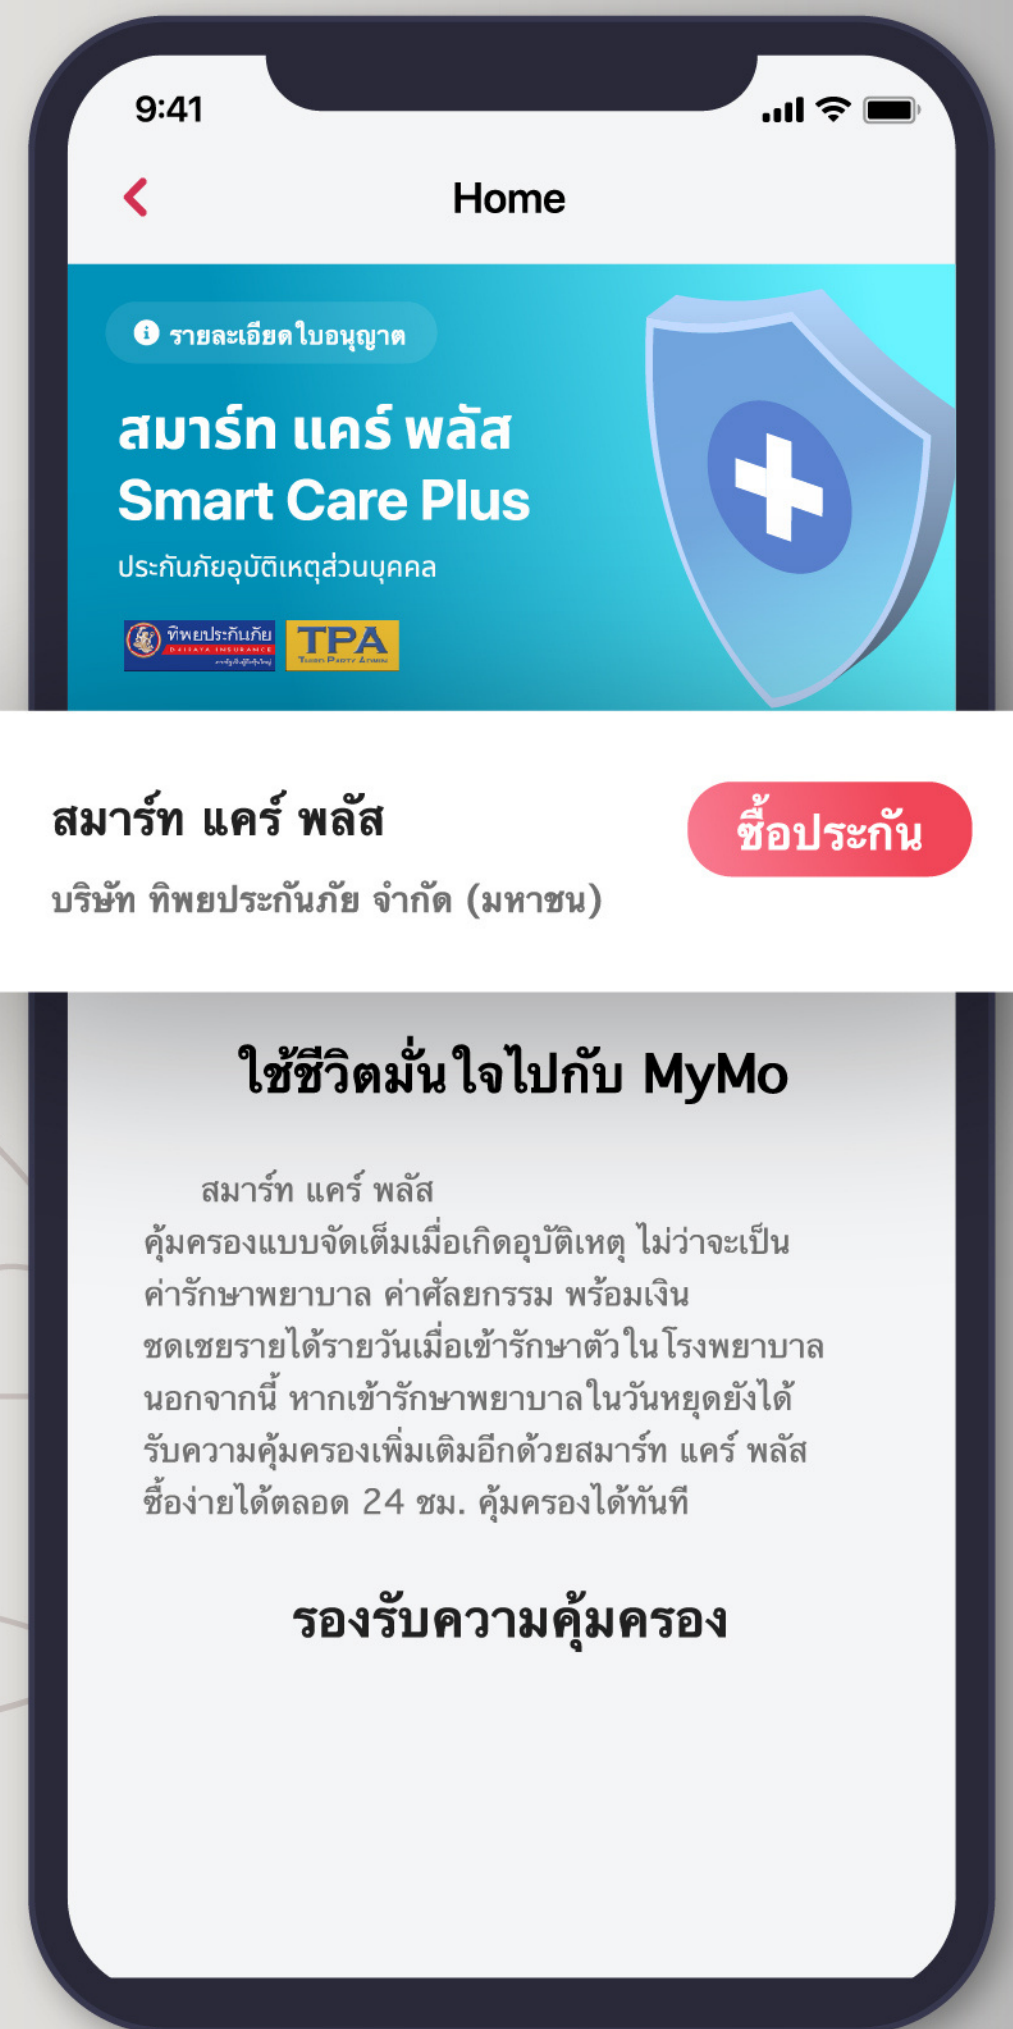 9:41
Home
รายละเอียดใบอนุญาต
สมาร์ท แคร์ พลัส
Smart Care Plus
ประกันภัยอุบัติเหตุส่วนบุคคล
ทิพยประกันภัย
DHIPAYA INSURANCE
TPA
THIRD PARTY ADMIN
สมาร์ท แคร์ พลัส
ซื้อประกัน
บริษัท ทิพยประกันภัย จำกัด (มหาชน)
ใช้ชีวิตมั่นใจไปกับ MyMo
สมาร์ท แคร์ พลัส
คุ้มครองแบบจัดเต็มเมื่อเกิดอุบัติเหตุ ไม่ว่าจะเป็น
ค่ารักษาพยาบาล ค่าศัลยกรรม พร้อมเงิน
ชดเชยรายได้รายวันเมื่อเข้ารักษาตัวในโรงพยาบาล
นอกจากนี้ หากเข้ารักษาพยาบาลในวันหยุดยังได้
รับความคุ้มครองเพิ่มเติมอีกด้วยสมาร์ท แคร์ พลัส
ซื้อง่ายได้ตลอด 24 ชม. คุ้มครองได้ทันที
รองรับความคุ้มครอง